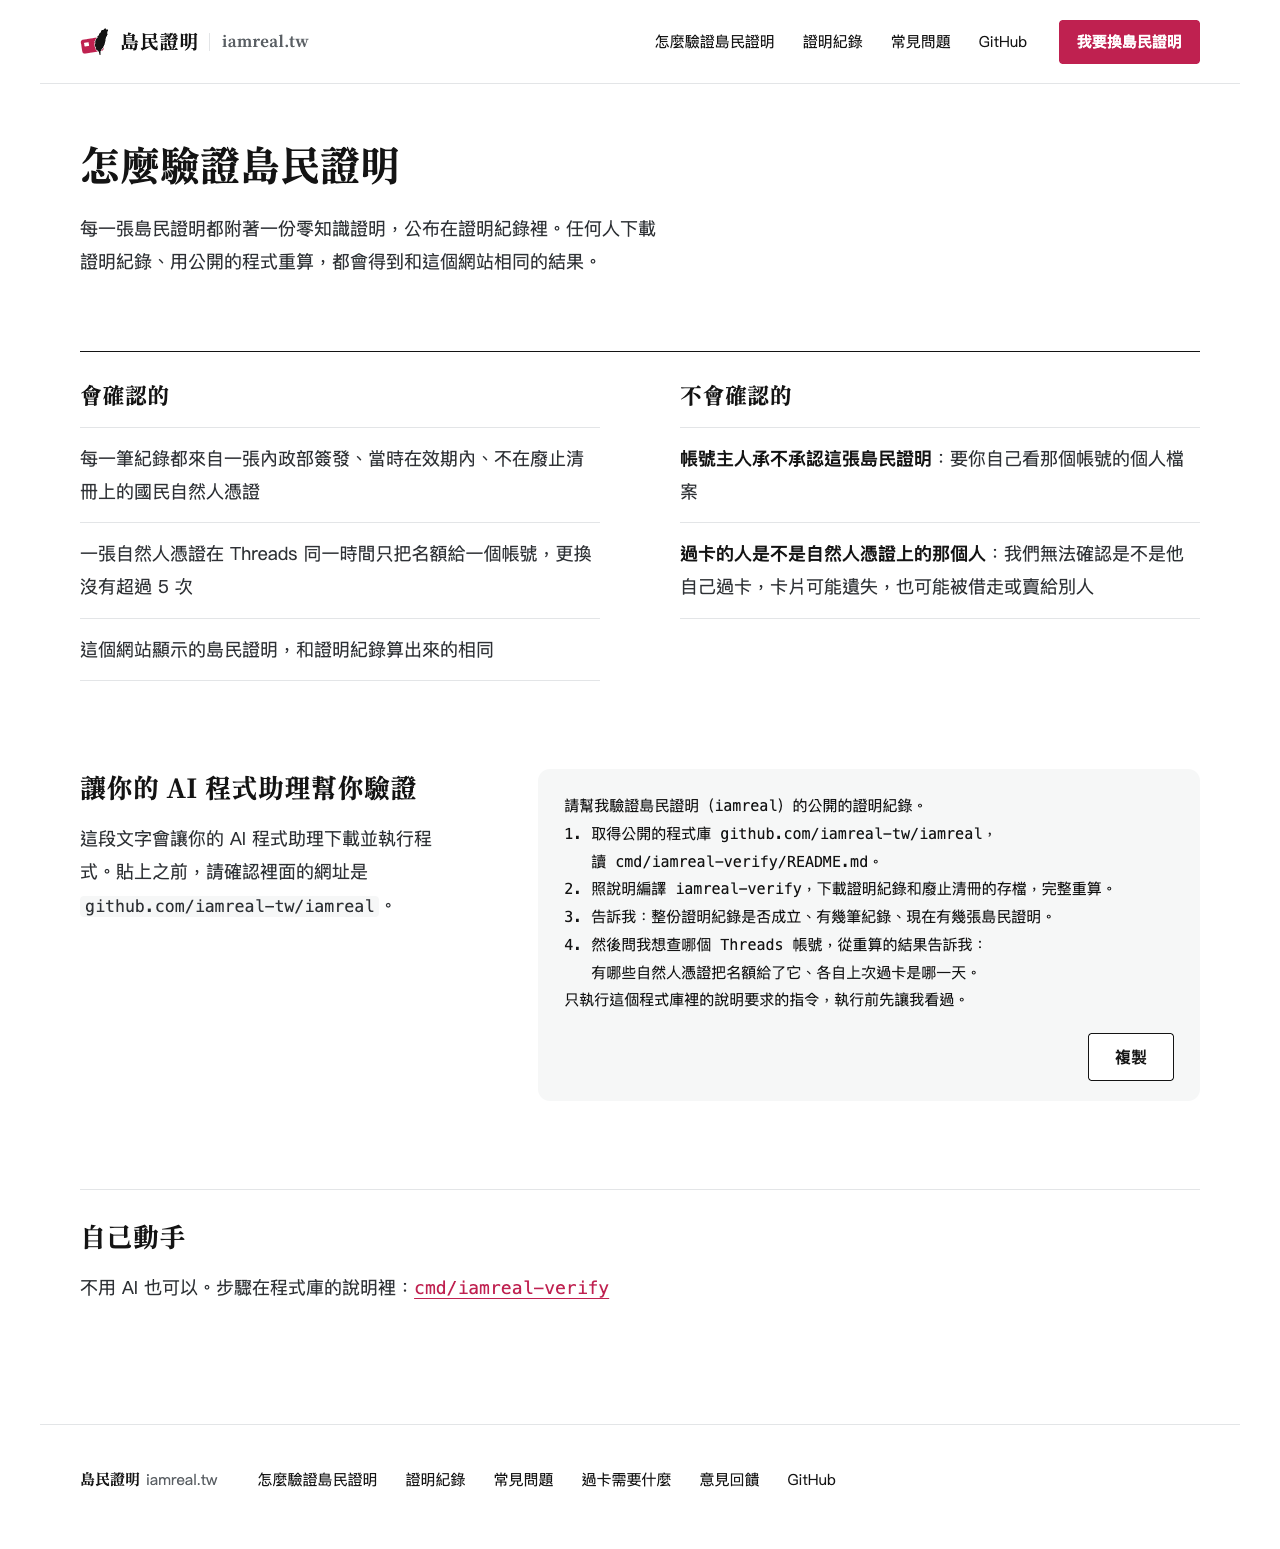 島民證明 iamreal.tw 怎麼驗證島民證明 證明紀錄 常見問題 GitHub 我要換島民證明
怎麼驗證島民證明
每一張島民證明都附著一份零知識證明，公布在證明紀錄裡。任何人下載
證明紀錄、用公開的程式重算，都會得到和這個網站相同的結果。
會確認的
每一筆紀錄都來自一張內政部簽發、當時在效期內、不在廢止清
冊上的國民自然人憑證
一張自然人憑證在 Threads 同一時間只把名額給一個帳號，更換
沒有超過 5 次
這個網站顯示的島民證明，和證明紀錄算出來的相同
不會確認的
帳號主人承不承認這張島民證明：要你自己看那個帳號的個人檔
案
過卡的人是不是自然人憑證上的那個人：我們無法確認是不是他
自己過卡，卡片可能遺失，也可能被借走或賣給別人
讓你的 AI 程式助理幫你驗證
這段文字會讓你的 AI 程式助理下載並執行程
式。貼上之前，請確認裡面的網址是
github.com/iamreal-tw/iamreal。
請幫我驗證島民證明（iamreal）的公開的證明紀錄。
1. 取得公開的程式庫 github.com/iamreal-tw/iamreal，
讀 cmd/iamreal-verify/README.md。
2. 照說明編譯 iamreal-verify，下載證明紀錄和廢止清冊的存檔，完整重算。
3. 告訴我：整份證明紀錄是否成立、有幾筆紀錄、現在有幾張島民證明。
4. 然後問我想查哪個 Threads 帳號，從重算的結果告訴我：
有哪些自然人憑證把名額給了它、各自上次過卡是哪一天。
只執行這個程式庫裡的說明要求的指令，執行前先讓我看過。
複製
自己動手
不用 AI 也可以。步驟在程式庫的說明裡：cmd/iamreal-verify
島民證明 iamreal.tw 怎麼驗證島民證明 證明紀錄 常見問題 過卡需要什麼 意見回饋 GitHub